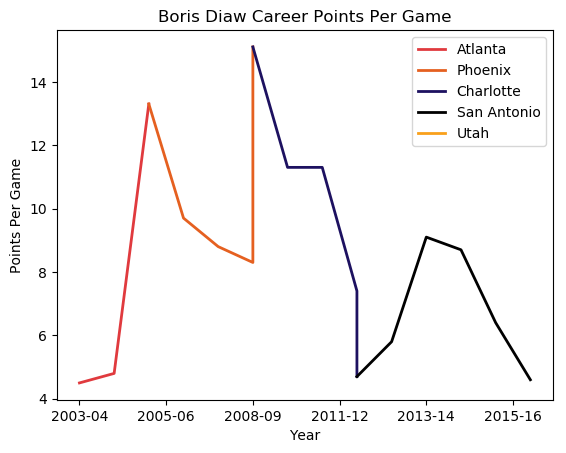 Boris Diaw Career Points Per Game
Atlanta
Phoenix
Charlotte
San Antonio
Utah
Points Per Game
14
12
10
8
6
4
2003-04
2005-06
2008-09
2011-12
2013-14
2015-16
Year